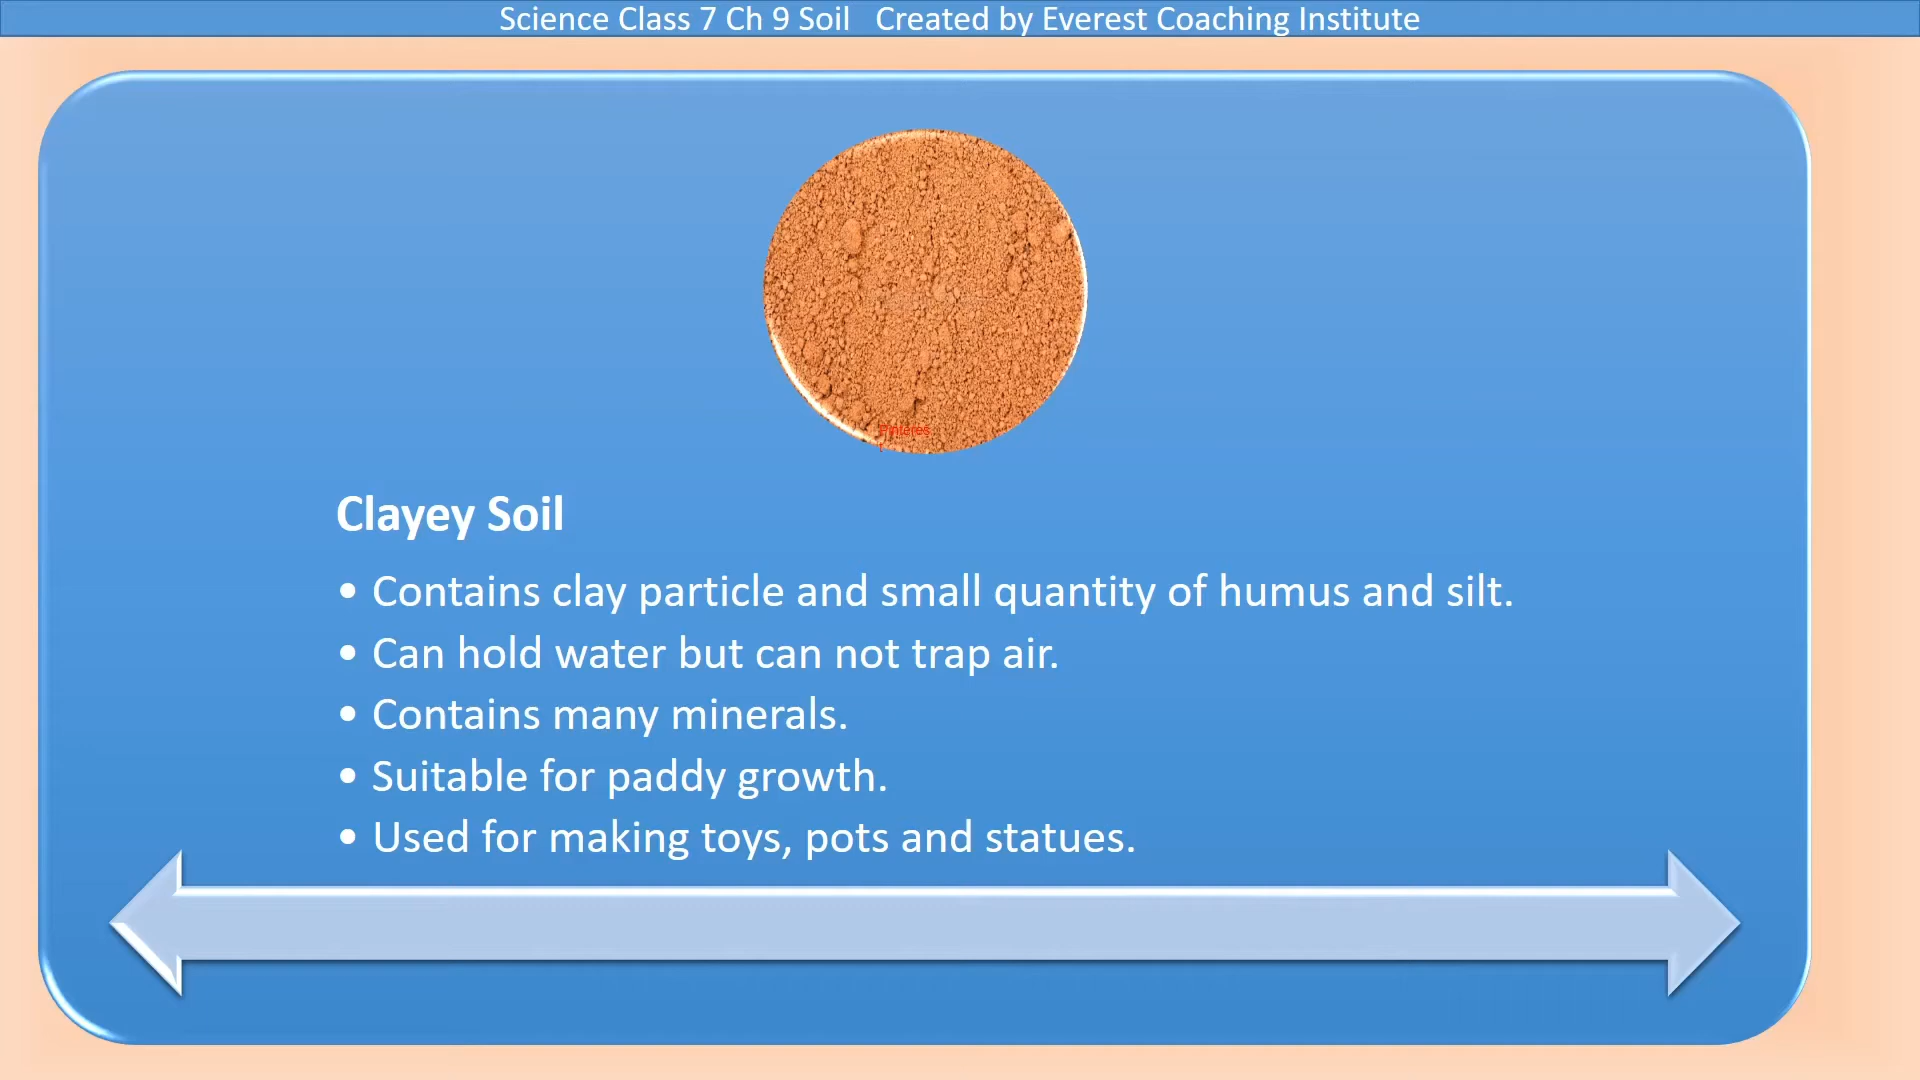 Science Class 7 Ch 9 Soil   Created by Everest Coaching Institute
Pinteres
t
Clayey Soil
• Contains clay particle and small quantity of humus and silt.
• Can hold water but can not trap air.
• Contains many minerals.
• Suitable for paddy growth.
• Used for making toys, pots and statues.